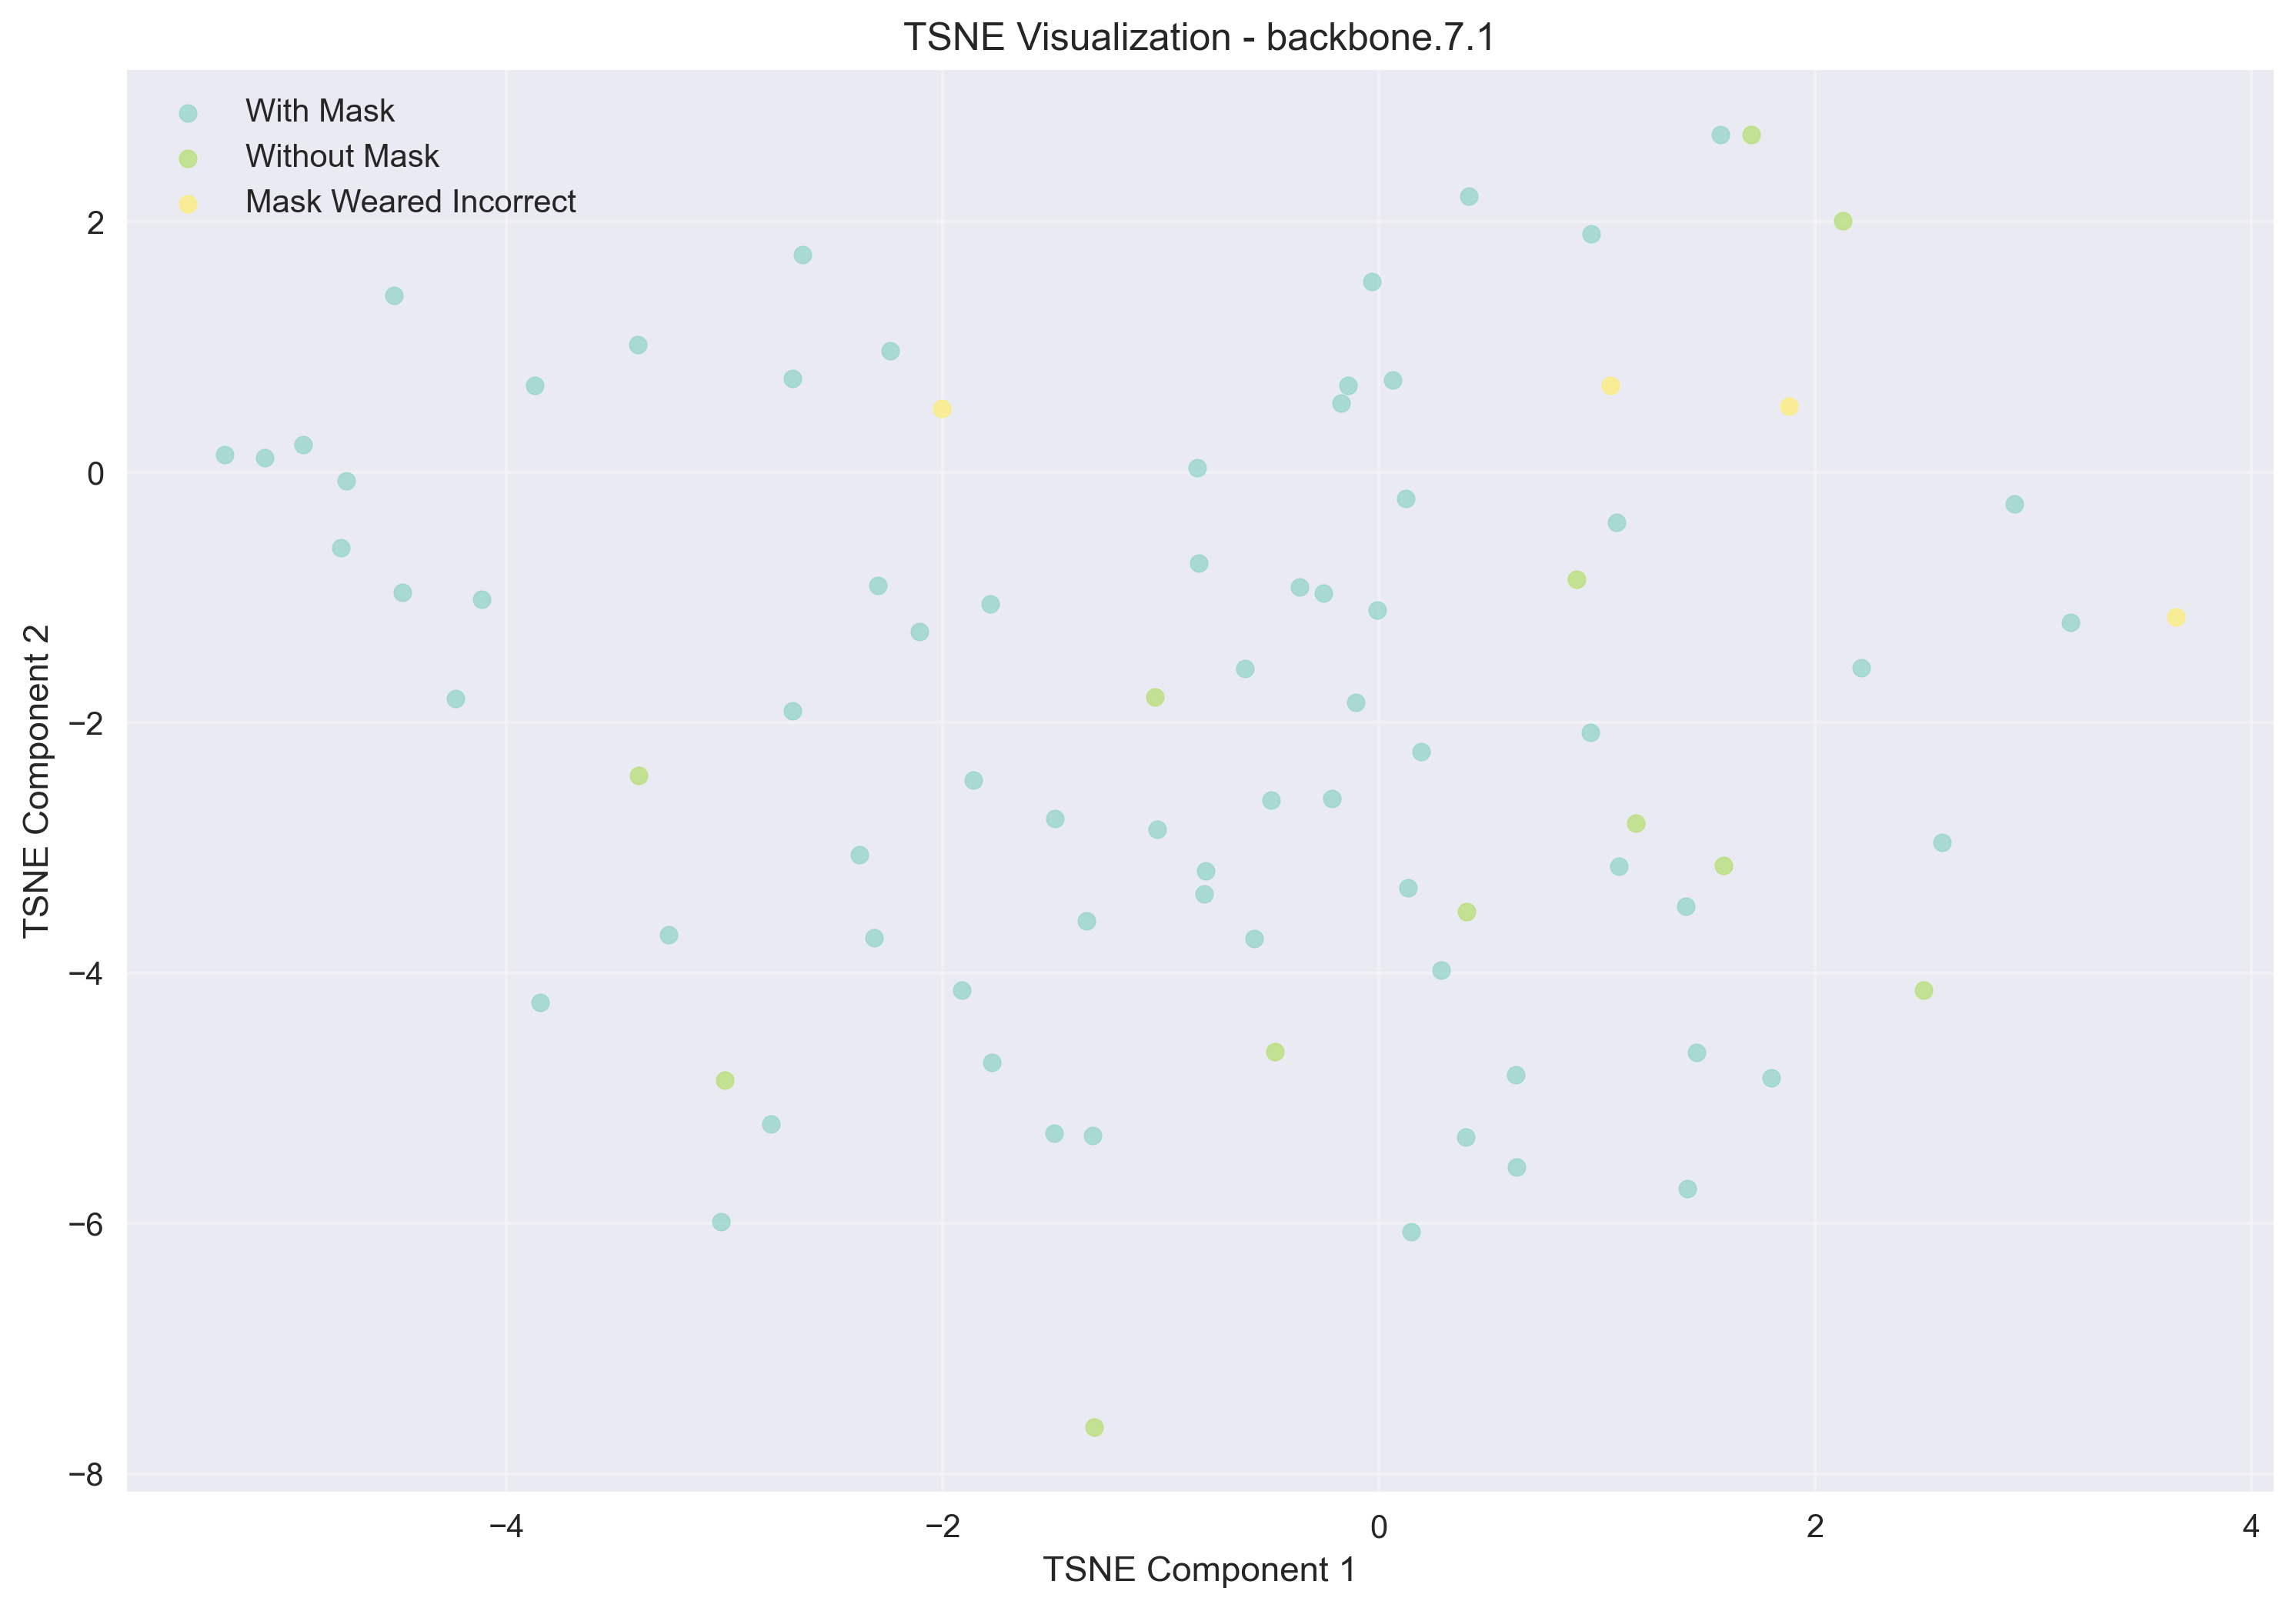 TSNE Visualization - backbone.7.1
With Mask
Without Mask
Mask Weared Incorrect
2
0
−2
−4
−6
−8
TSNE Component 2
−4
−2
0
2
4
TSNE Component 1